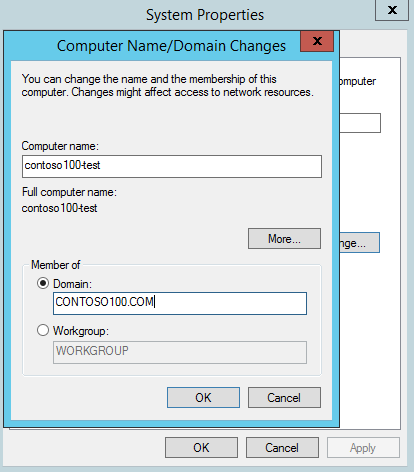 System Properties
x
Computer Name/Domain Changes
x
You can change the name and the membership of this
computer. Changes might affect access to network resources.
Computer name:
contoso100-test
Full computer name:
contoso100-test
More...
Member of
Domain:
CONTOSO100.COM
Workgroup:
WORKGROUP
OK
Cancel
OK
Cancel
Apply